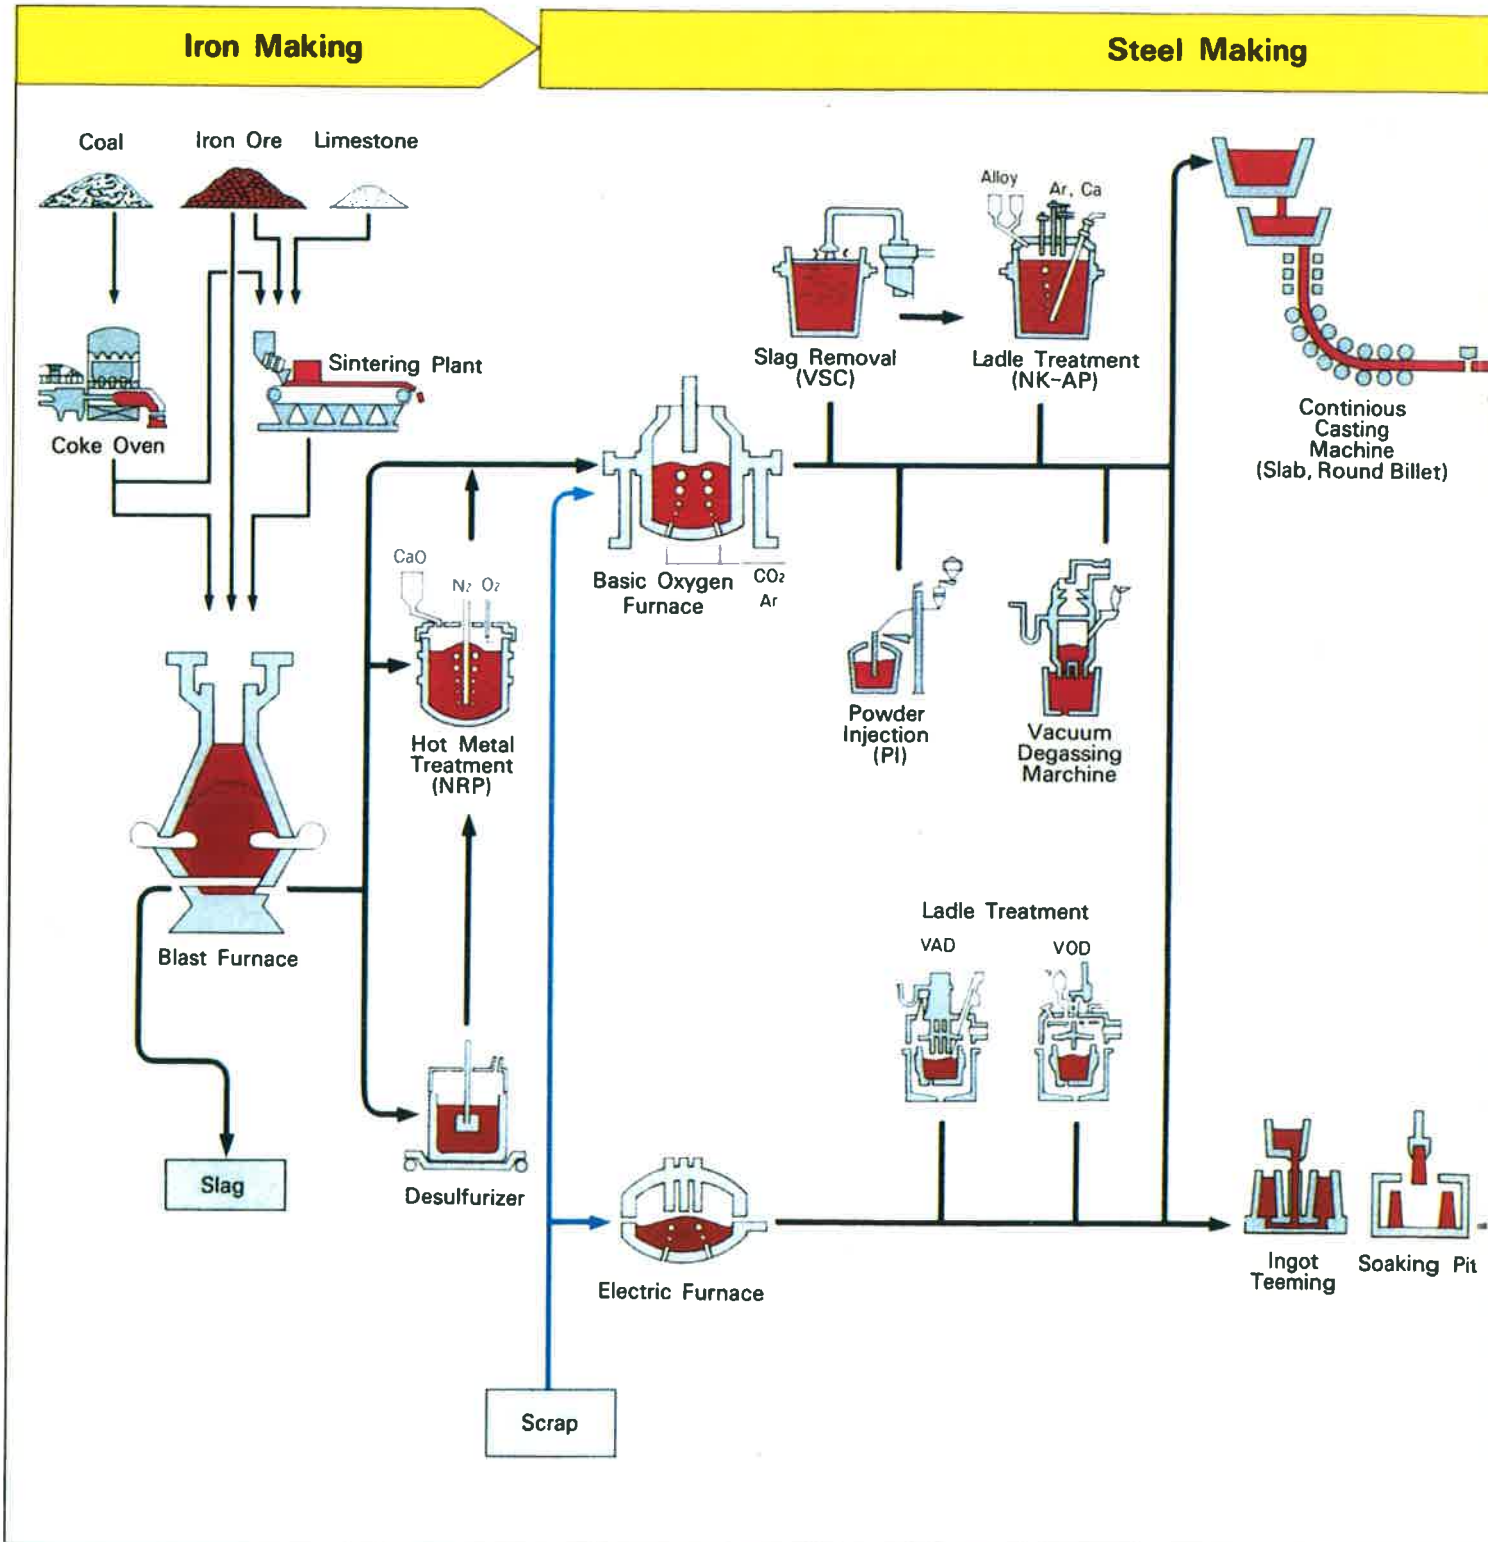 Iron Making
Steel Making
Coal
Iron Ore
Limestone
Alloy
Ar, Ca
Sintering Plant
Coke Oven
Slag Removal
(VSC)
Ladle Treatment
(NK-AP)
Continious
Casting
Machine
(Slab, Round Billet)
CaO
N₂
O₂
Basic Oxygen
Furnace
CO₂
Ar
Hot Metal
Treatment
(NRP)
Powder
Injection
(PI)
Vacuum
Degassing
Marchine
Blast Furnace
Ladle Treatment
VAD
VOD
Slag
Desulfurizer
Electric Furnace
Ingot
Teeming
Soaking Pit
Scrap